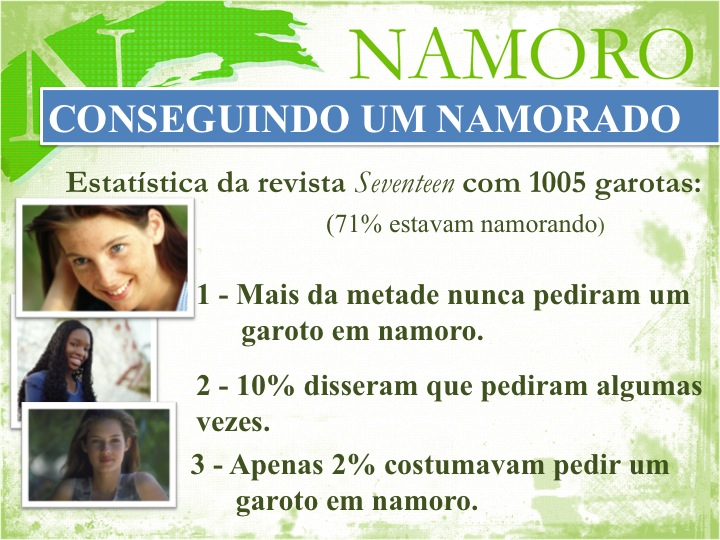 N
NAMORO
CONSEGUINDO UM NAMORADO
Estatística da revista Seventeen com 1005 garotas:
(71% estavam namorando)
1 - Mais da metade nunca pediram um
garoto em namoro.
2 - 10% disseram que pediram algumas
vezes.
3 - Apenas 2% costumavam pedir um
garoto em namoro.